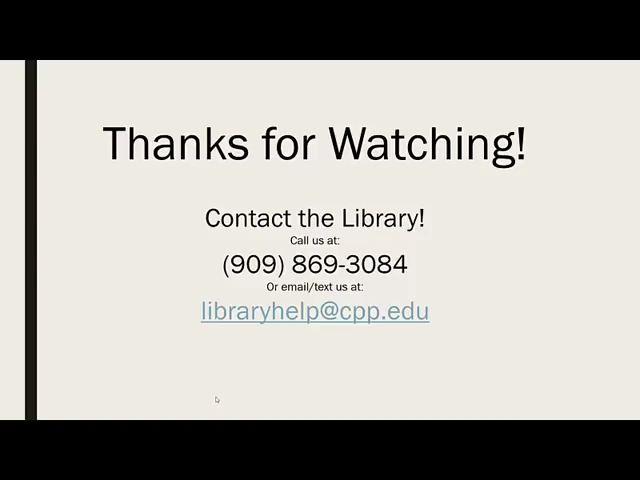 Thanks for Watching!
Contact the Library!
Call us at:
(909) 869-3084
Or email/text us at:
libraryhelp@cpp.edu